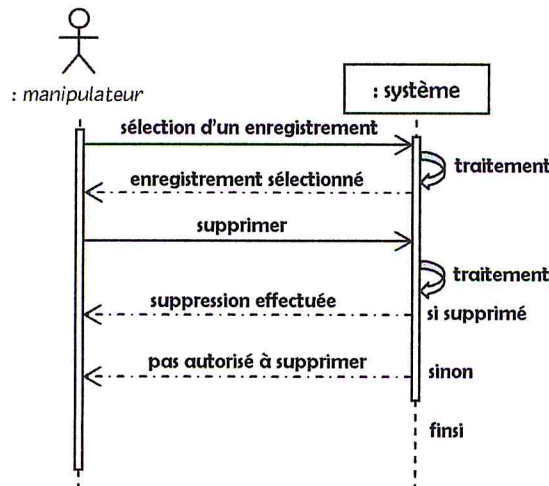 : manipulateur
: système
sélection d'un enregistrement
traitement
enregistrement sélectionné
supprimer
traitement
suppression effectuée
si supprimé
pas autorisé à supprimer
sinon
finsi